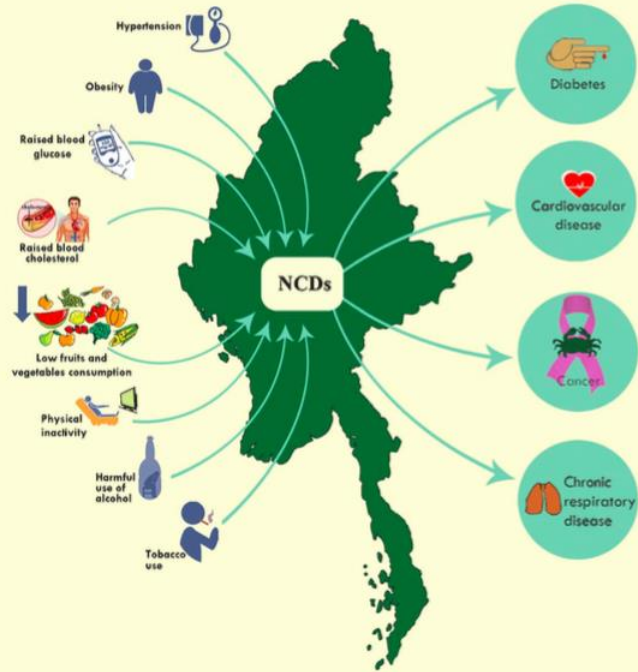 Hypertension
Obesity
Raised blood
glucose
Raised blood
cholesterol
Low fruits and
vegetables consumption
Physical
inactivity
Harmful
use of
alcohol
Tobacco
use
NCDs
Diabetes
Cardiovascular
disease
Cancer
Chronic
respiratory
disease